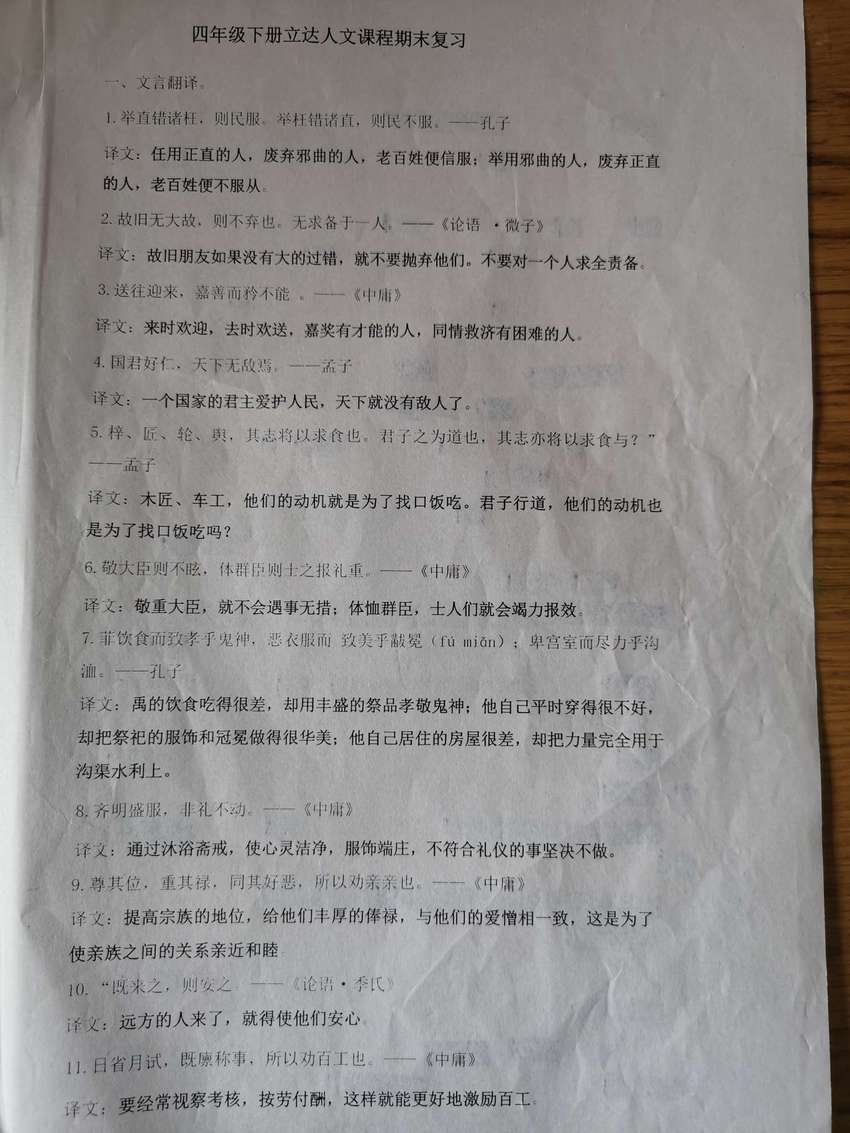 四年级下册立达人文课程期末复习
一、文言翻译。
1.举直错诸枉，则民服。举枉错诸直，则民不服。——孔子
译文：任用正直的人，废弃邪曲的人，老百姓便信服；举用邪曲的人，废弃正直
的人，老百姓便不服从。
2.故旧无大故，则不弃也。无求备于一人。——《论语 ·微子》
译文：故旧朋友如果没有大的过错，就不要抛弃他们。不要对一个人求全责备。
3.送往迎来，嘉善而矜不能 。——《中庸》
译文：来时欢迎，去时欢送，嘉奖有才能的人，同情救济有困难的人。
4.国君好仁，天下无敌焉。——孟子
译文：一个国家的君主爱护人民，天下就没有敌人了。
5.梓、匠、轮、舆，其志将以求食也。君子之为道也，其志亦将以求食与？”
——孟子
译文：木匠、车工，他们的动机就是为了找口饭吃。君子行道，他们的动机也
是为了找口饭吃吗？
6.敬大臣则不眩，体群臣则士之报礼重。——《中庸》
译文：敬重大臣，就不会遇事无措；体恤群臣，士人们就会竭力报效。
7.菲饮食而致孝乎鬼神，恶衣服而 致美乎黻冕（fú miǎn）；卑宫室而尽力乎沟
洫。——孔子
译文：禹的饮食吃得很差，却用丰盛的祭品孝敬鬼神；他自己平时穿得很不好，
却把祭祀的服饰和冠冕做得很华美；他自己居住的房屋很差，却把力量完全用于
沟渠水利上。
8.齐明盛服，非礼不动。——《中庸》
译文：通过沐浴斋戒，使心灵洁净，服饰端庄，不符合礼仪的事坚决不做。
9.尊其位，重其禄，同其好恶，所以劝亲亲也。——《中庸》
译文：提高宗族的地位，给他们丰厚的俸禄，与他们的爱憎相一致，这是为了
使亲族之间的关系亲近和睦
10.“既来之，则安之。——《论语·季氏》
译文：远方的人来了，就得使他们安心。
11.日省月试，既廪称事，所以劝百工也。——《中庸》
译文：要经常视察考核，按劳付酬，这样就能更好地激励百工。